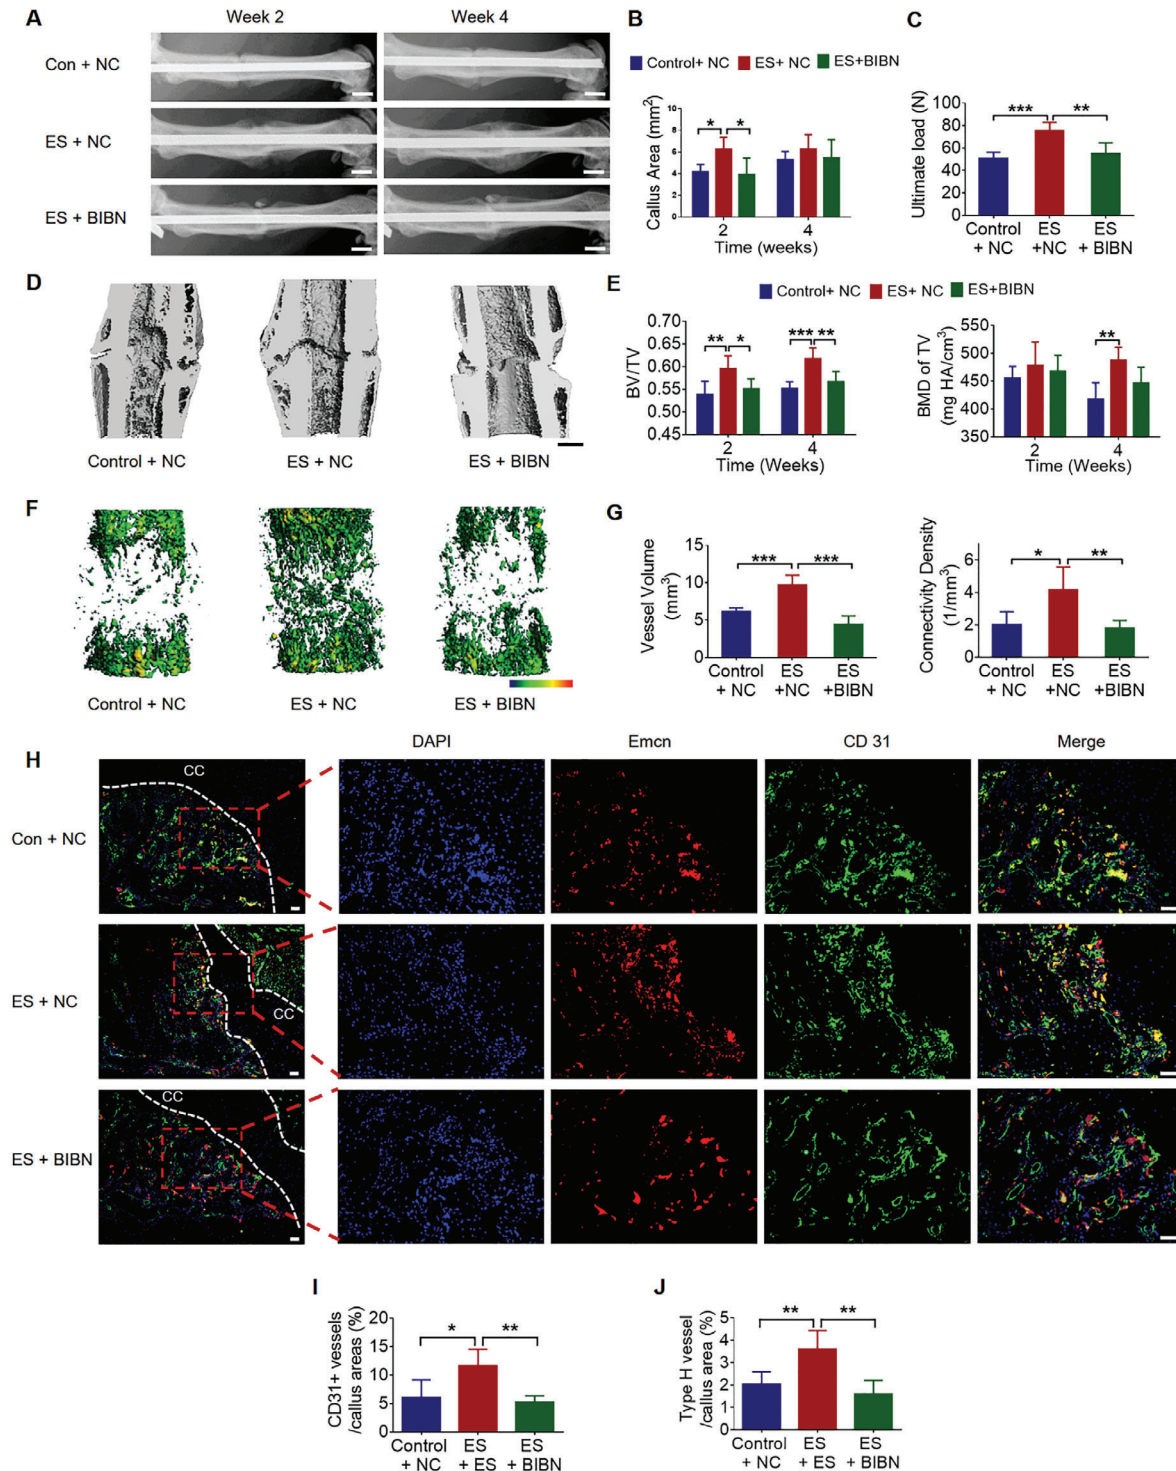 A
Week 2
Week 4
Con + NC
ES + NC
ES + BIBN
B
Control+ NC
ES+ NC
ES+BIBN
Callus Area (mm²)
10
8
6
4
2
0
*
*
2
4
Time (weeks)
C
Ultimate load (N)
100
80
60
40
20
0
***
**
Control
+ NC
ES
+NC
ES
+ BIBN
D
Control + NC
ES + NC
ES + BIBN
E
Control+ NC
ES+ NC
ES+BIBN
BV/TV
0.70
0.65
0.60
0.55
0.50
0.45
**
*
***
**
2
4
Time (Weeks)
BMD of TV
(mg HA/cm³)
550
500
450
400
350
**
2
4
Time (Weeks)
F
Control + NC
ES + NC
ES + BIBN
G
Vessel Volume
(mm³)
15
10
5
0
***
***
Control
+ NC
ES
+NC
ES
+BIBN
Connectivity Density
(1/mm³)
6
4
2
0
*
**
Control
+ NC
ES
+NC
ES
+BIBN
H
DAPI
Emcn
CD 31
Merge
Con + NC
CC
ES + NC
CC
ES + BIBN
CC
I
CD31+ vessels
/callus areas (%)
20
15
10
5
0
*
**
Control
+ NC
ES
+ ES
ES
+ BIBN
J
Type H vessel
/callus area (%)
5
4
3
2
1
0
**
**
Control
+ NC
ES
+ ES
ES
+ BIBN